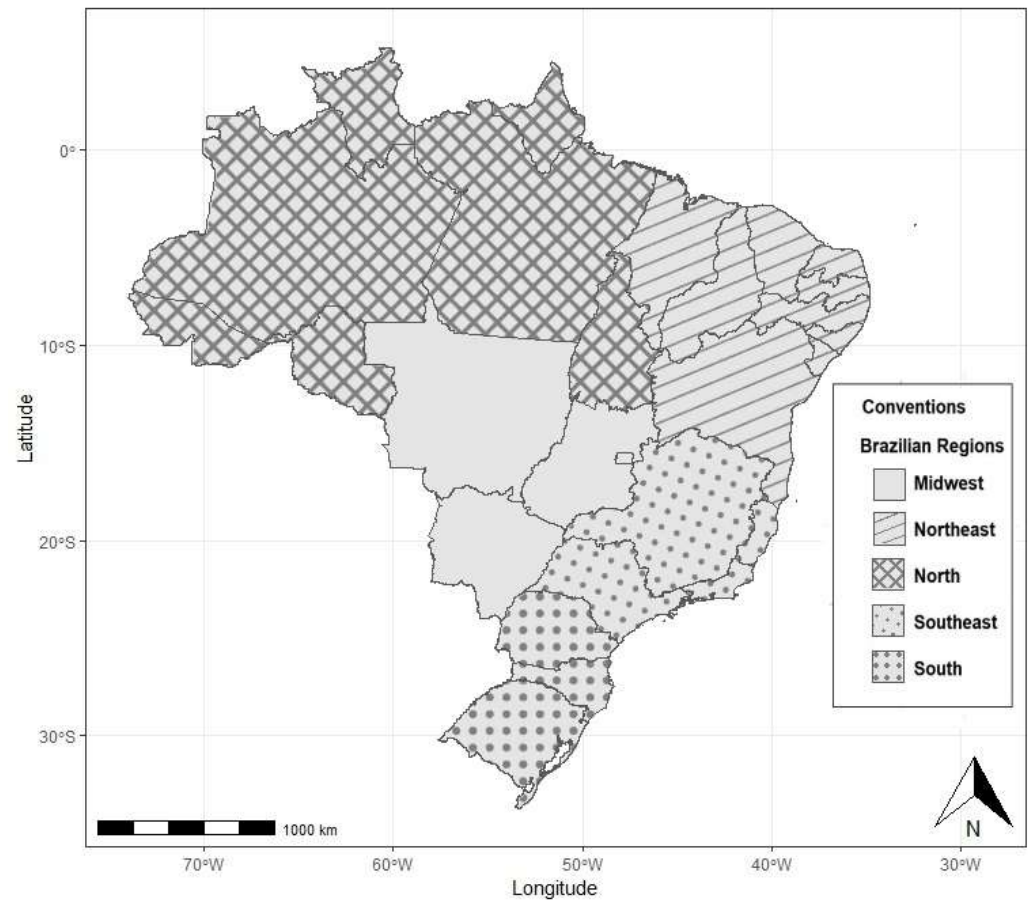 0°
10°S
20°S
30°S
Latitude
Conventions
Brazilian Regions
Midwest
Northeast
North
Southeast
South
1000 km
N
70°W
60°W
50°W
40°W
30°W
Longitude